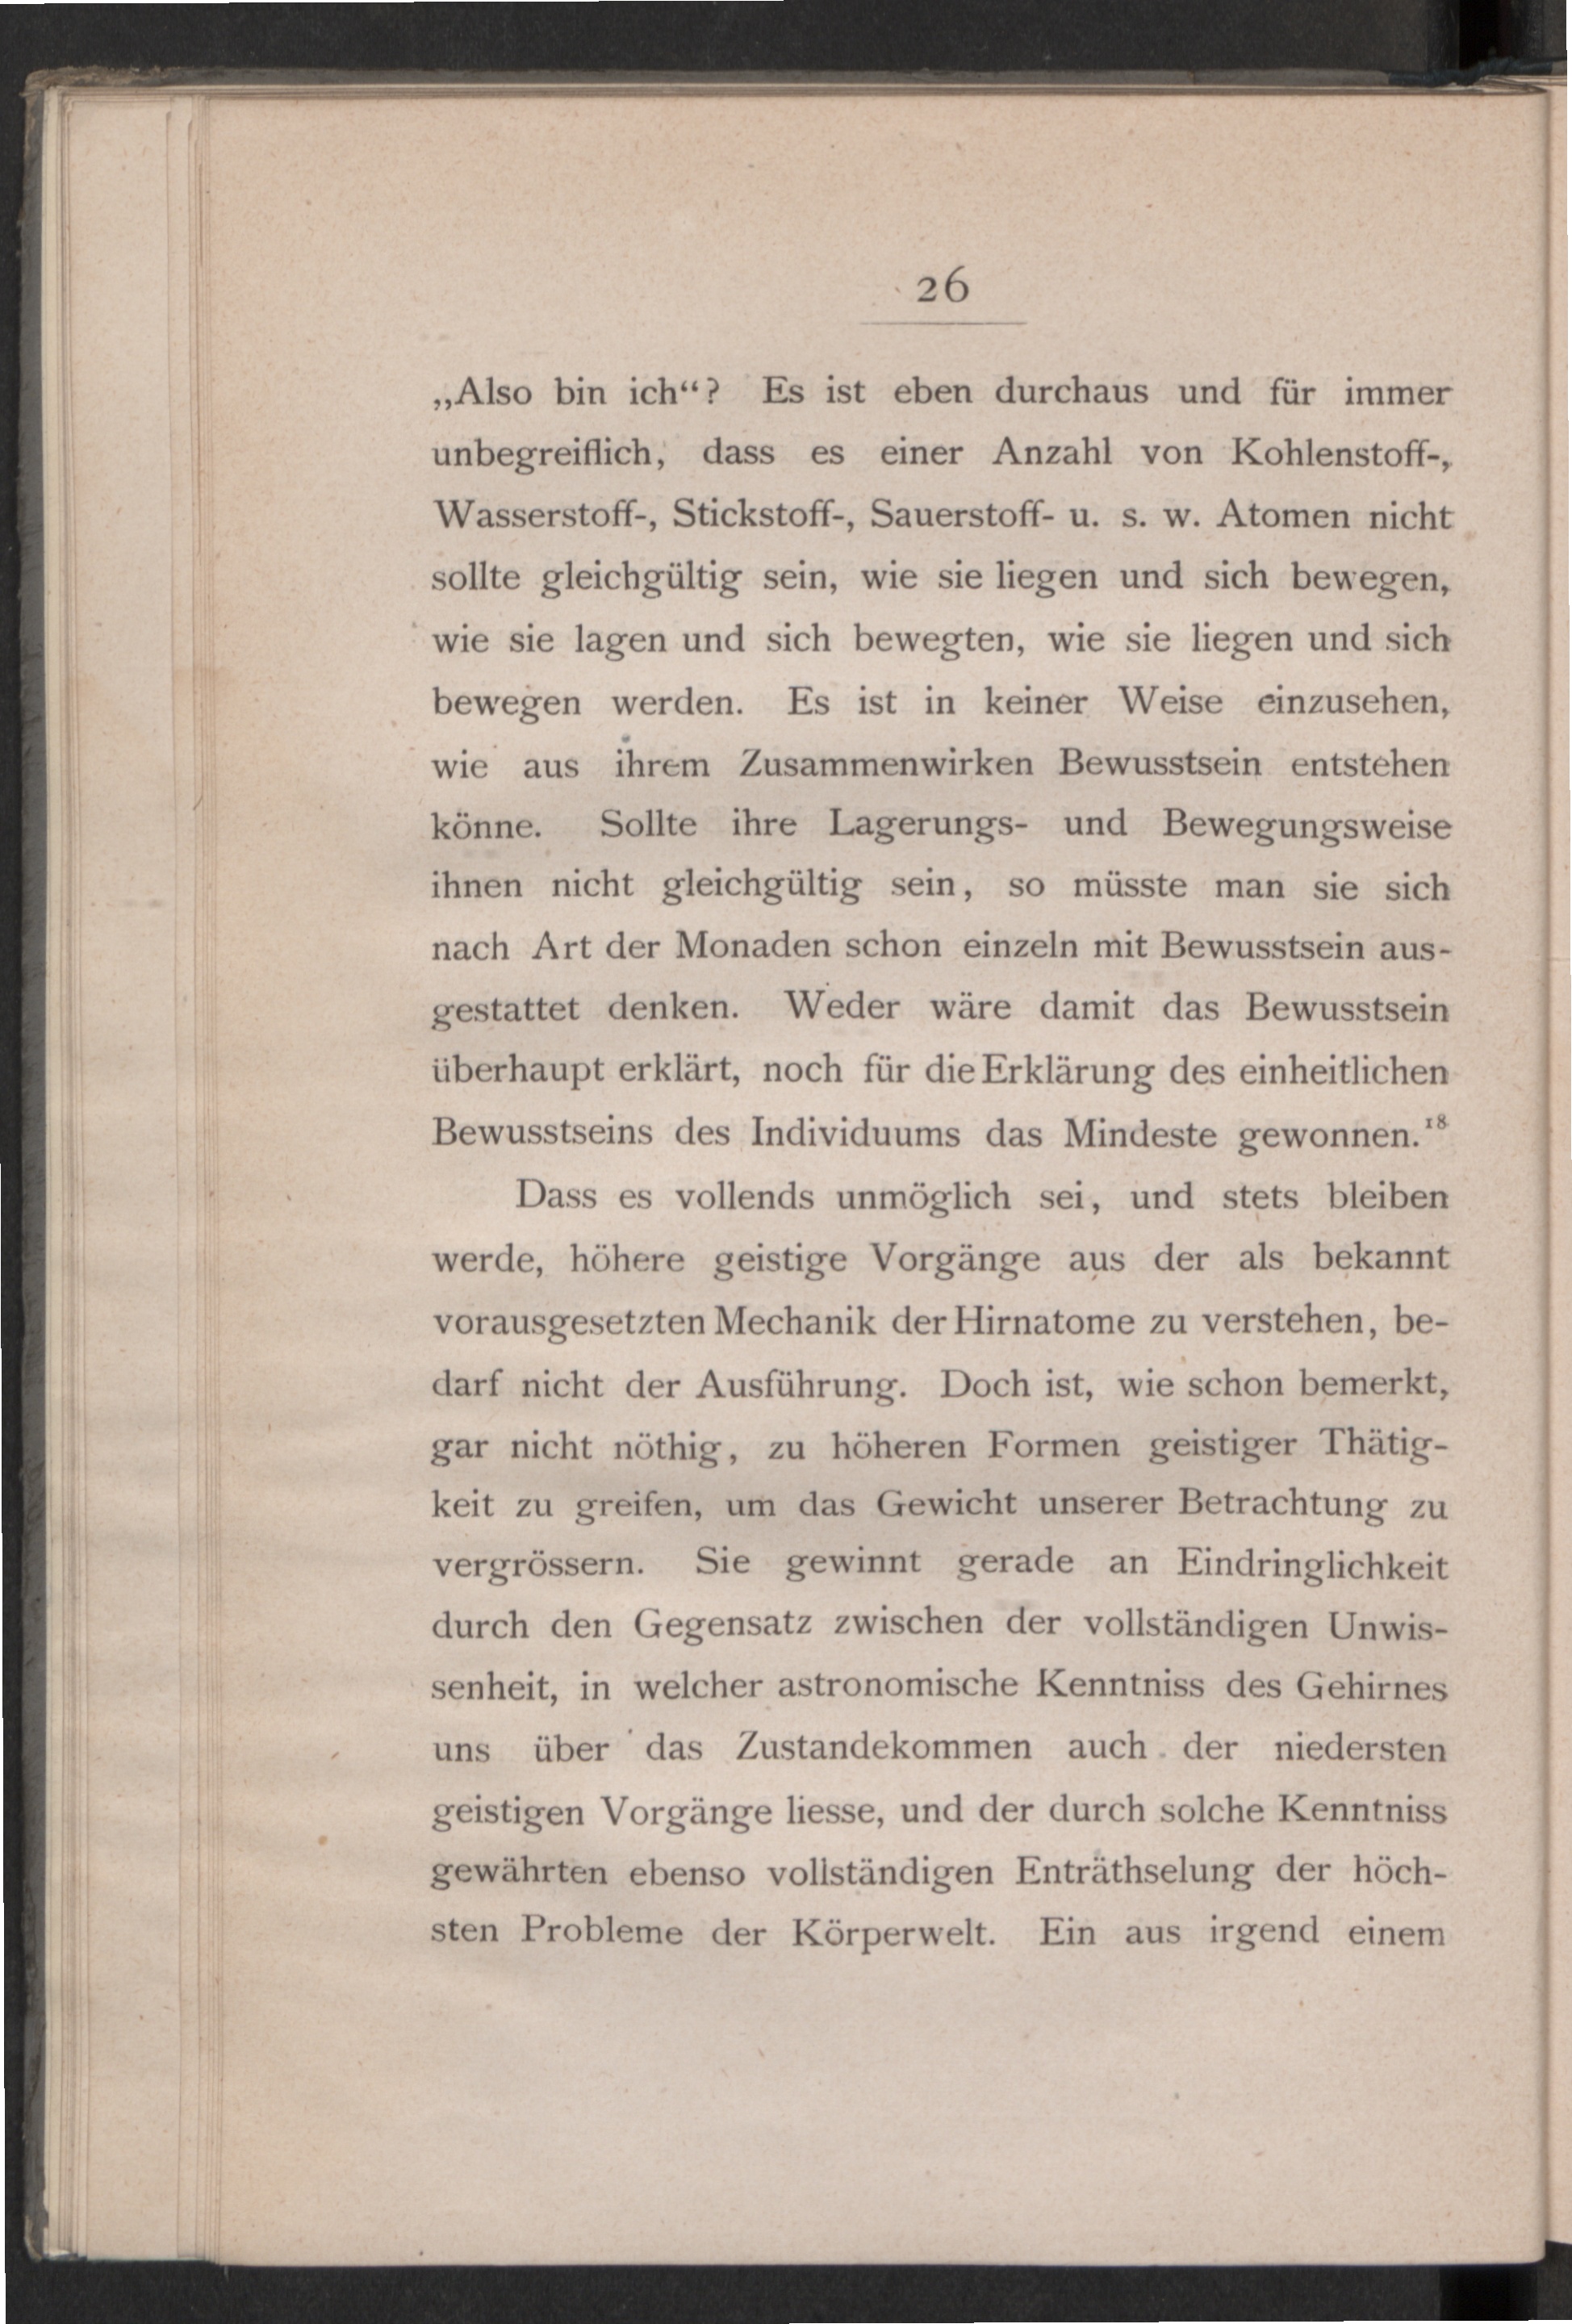 26
„Also bin ich“? Es ist eben durchaus und für immer
unbegreiflich, dass es einer Anzahl von Kohlenstoff-,
Wasserstoff-, Stickstoff-, Sauerstoff- u. s. w. Atomen nicht
sollte gleichgültig sein, wie sie liegen und sich bewegen,
wie sie lagen und sich bewegten, wie sie liegen und sich
bewegen werden. Es ist in keiner Weise einzusehen,
wie aus ihrem Zusammenwirken Bewusstsein entstehen
könne. Sollte ihre Lagerungs- und Bewegungsweise
ihnen nicht gleichgültig sein, so müsste man sie sich
nach Art der Monaden schon einzeln mit Bewusstsein aus-
gestattet denken. Weder wäre damit das Bewusstsein
überhaupt erklärt, noch für die Erklärung des einheitlichen
Bewusstseins des Individuums das Mindeste gewonnen.¹⁸
Dass es vollends unmöglich sei, und stets bleiben
werde, höhere geistige Vorgänge aus der als bekannt
vorausgesetzten Mechanik der Hirnatome zu verstehen, be-
darf nicht der Ausführung. Doch ist, wie schon bemerkt,
gar nicht nöthig, zu höheren Formen geistiger Thätig-
keit zu greifen, um das Gewicht unserer Betrachtung zu
vergrössern. Sie gewinnt gerade an Eindringlichkeit
durch den Gegensatz zwischen der vollständigen Unwis-
senheit, in welcher astronomische Kenntniss des Gehirnes
uns über das Zustandekommen auch der niedersten
geistigen Vorgänge liesse, und der durch solche Kenntniss
gewährten ebenso vollständigen Enträthselung der höch-
sten Probleme der Körperwelt. Ein aus irgend einem